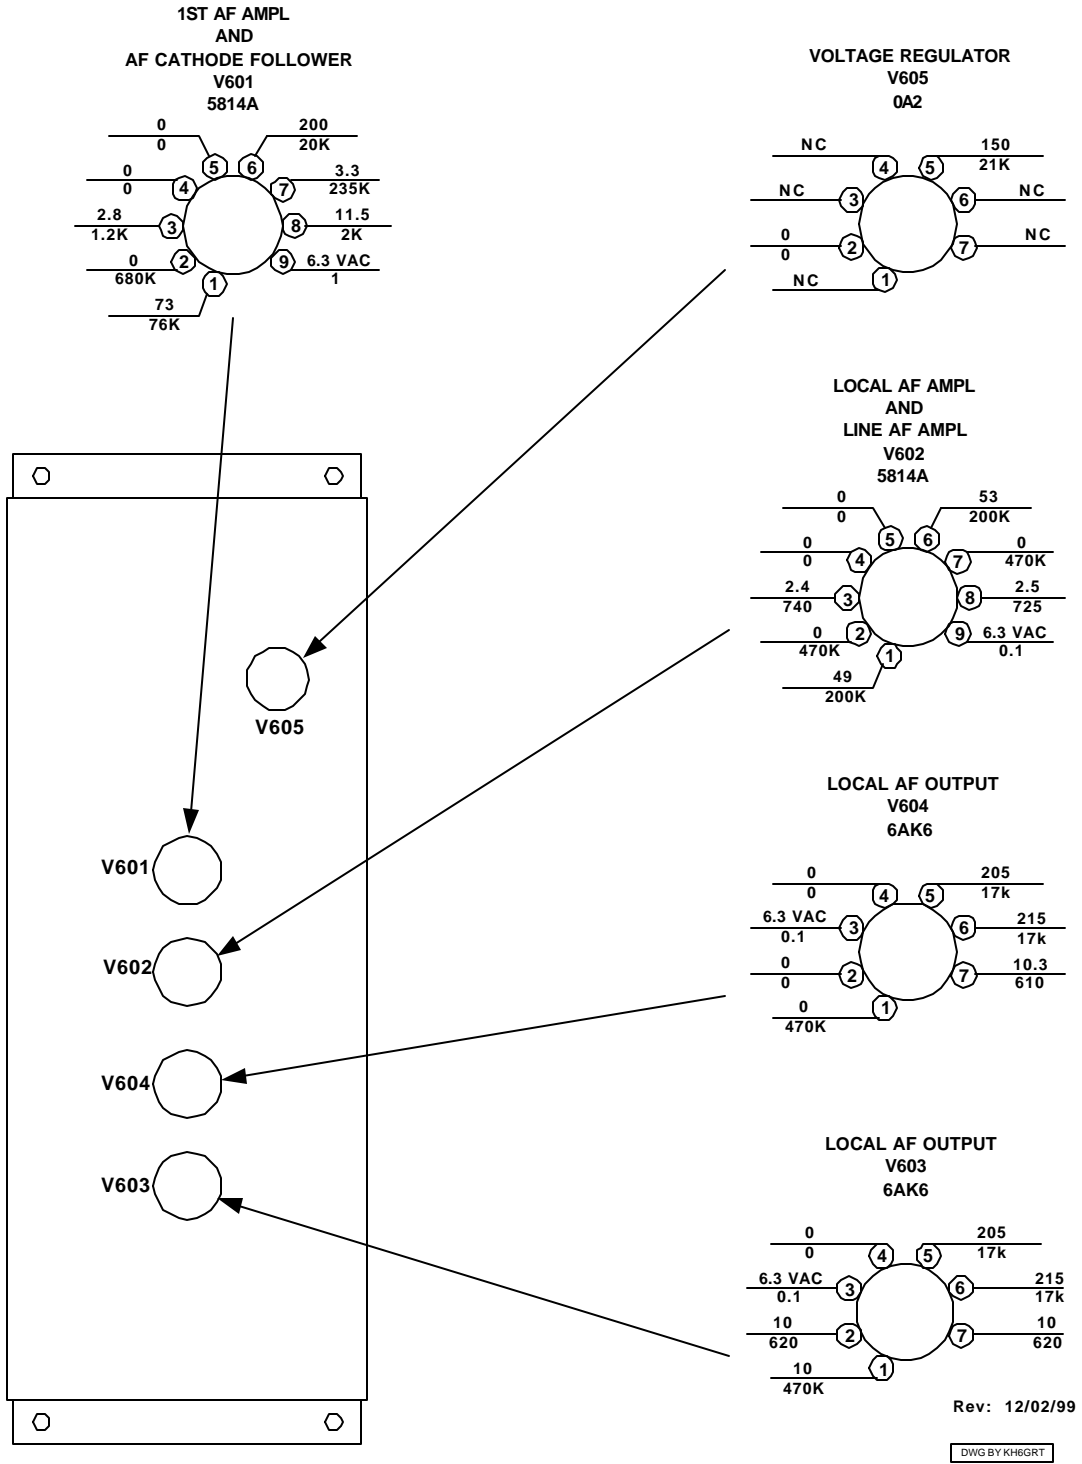 1ST AF AMPL
AND
AF CATHODE FOLLOWER
V601
5814A
0
0
5
200
20K
6
0
0
4
3.3
235K
7
2.8
1.2K
3
11.5
2K
8
0
680K
2
6.3 VAC
1
9
73
76K
1
VOLTAGE REGULATOR
V605
0A2
NC
4
150
21K
5
NC
3
NC
6
0
0
2
NC
7
NC
1
LOCAL AF AMPL
AND
LINE AF AMPL
V602
5814A
0
0
5
53
200K
6
0
0
4
0
470K
7
2.4
740
3
2.5
725
8
0
470K
2
6.3 VAC
0.1
9
49
200K
1
V605
V601
V602
V604
V603
LOCAL AF OUTPUT
V604
6AK6
0
0
4
205
17k
5
6.3 VAC
0.1
3
215
17k
6
0
0
2
10.3
610
7
0
470K
1
LOCAL AF OUTPUT
V603
6AK6
0
0
4
205
17k
5
6.3 VAC
0.1
3
215
17k
6
10
620
2
10
620
7
10
470K
1
Rev: 12/02/99
DWG BY KH6GRT